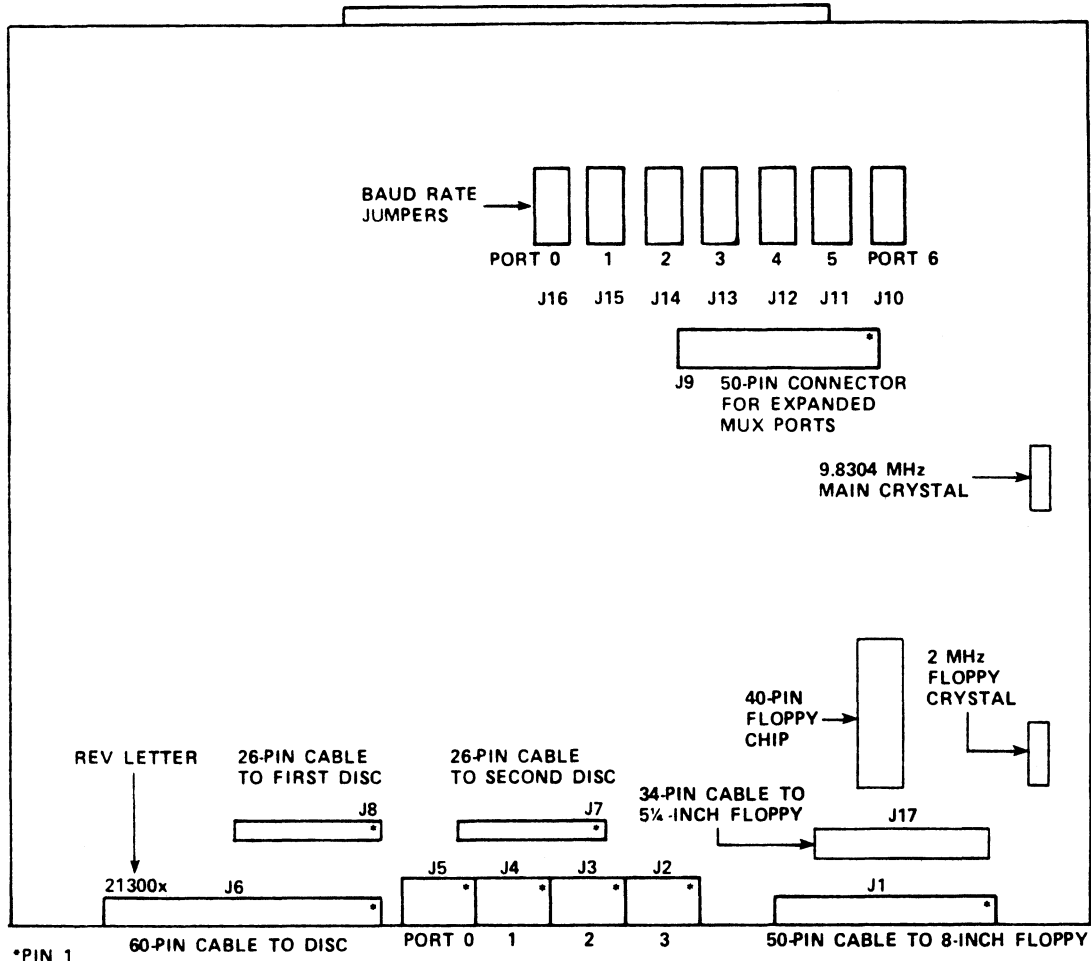 BAUD RATE
JUMPERS
PORT 0 1 2 3 4 5 PORT 6
J16 J15 J14 J13 J12 J11 J10
*
J9 50-PIN CONNECTOR
FOR EXPANDED
MUX PORTS
9.8304 MHz
MAIN CRYSTAL
2 MHz
FLOPPY
CRYSTAL
40-PIN
FLOPPY
CHIP
REV LETTER
26-PIN CABLE
TO FIRST DISC
26-PIN CABLE
TO SECOND DISC
34-PIN CABLE TO
5¼-INCH FLOPPY
J8
*
J7
*
J17
21300x J6
*
J5 J4 J3 J2
* * * *
J1
*
*PIN 1
60-PIN CABLE TO DISC
PORT 0 1 2 3
50-PIN CABLE TO 8-INCH FLOPPY